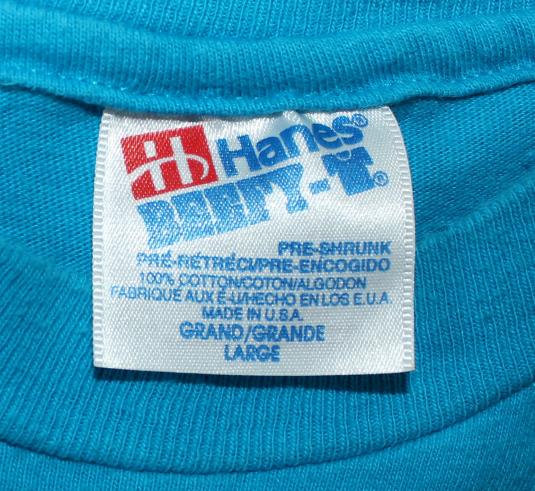 H Hanes®
BEEFY-T®
PRE-SHRUNK
PRÉ-RÉTRÉCI/PRE-ENCOGIDO
100% COTTON/COTON/ALGODON
FABRIQUE AUX É-U/HECHO EN LOS E.U.A.
MADE IN U.S.A.
GRAND/GRANDE
LARGE